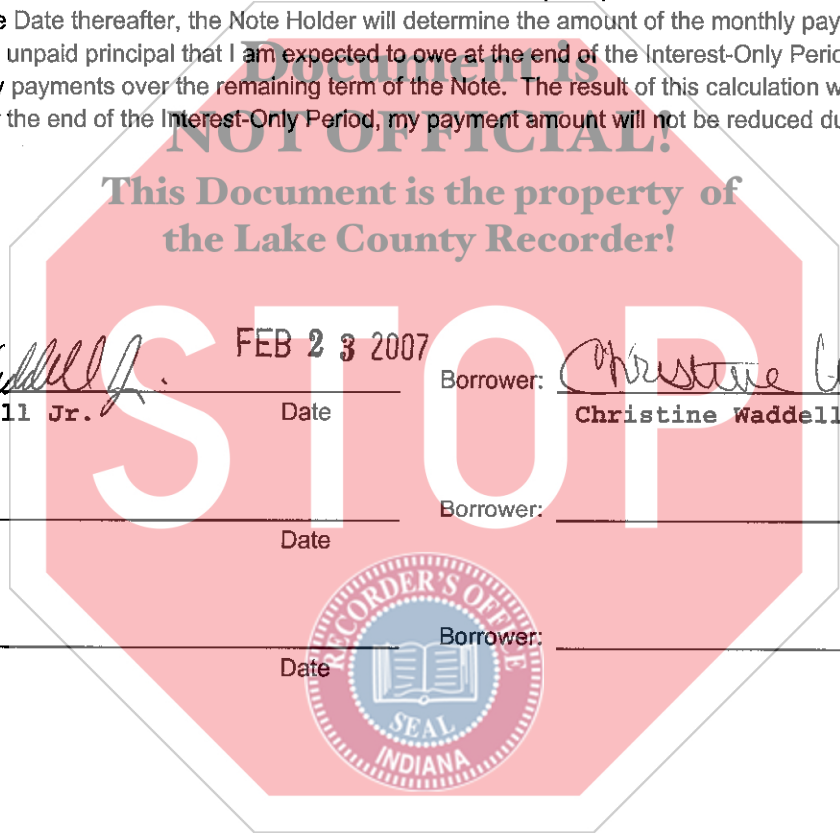 e Date thereafter, the Note Holder will determine the amount of the monthly pay
unpaid principal that I am expected to owe at the end of the Interest-Only Perio
y payments over the remaining term of the Note. The result of this calculation w
r the end of the Interest-Only Period, my payment amount will not be reduced du
Document is
NOT OFFICIAL!
This Document is the property of
the Lake County Recorder!
STOP
FEB 23 2007
Borrower: Christine
ll Jr. Date Christine Waddell
Borrower:
Date
Borrower:
Date
RECORDER'S OFFICE
SEAL
INDIANA